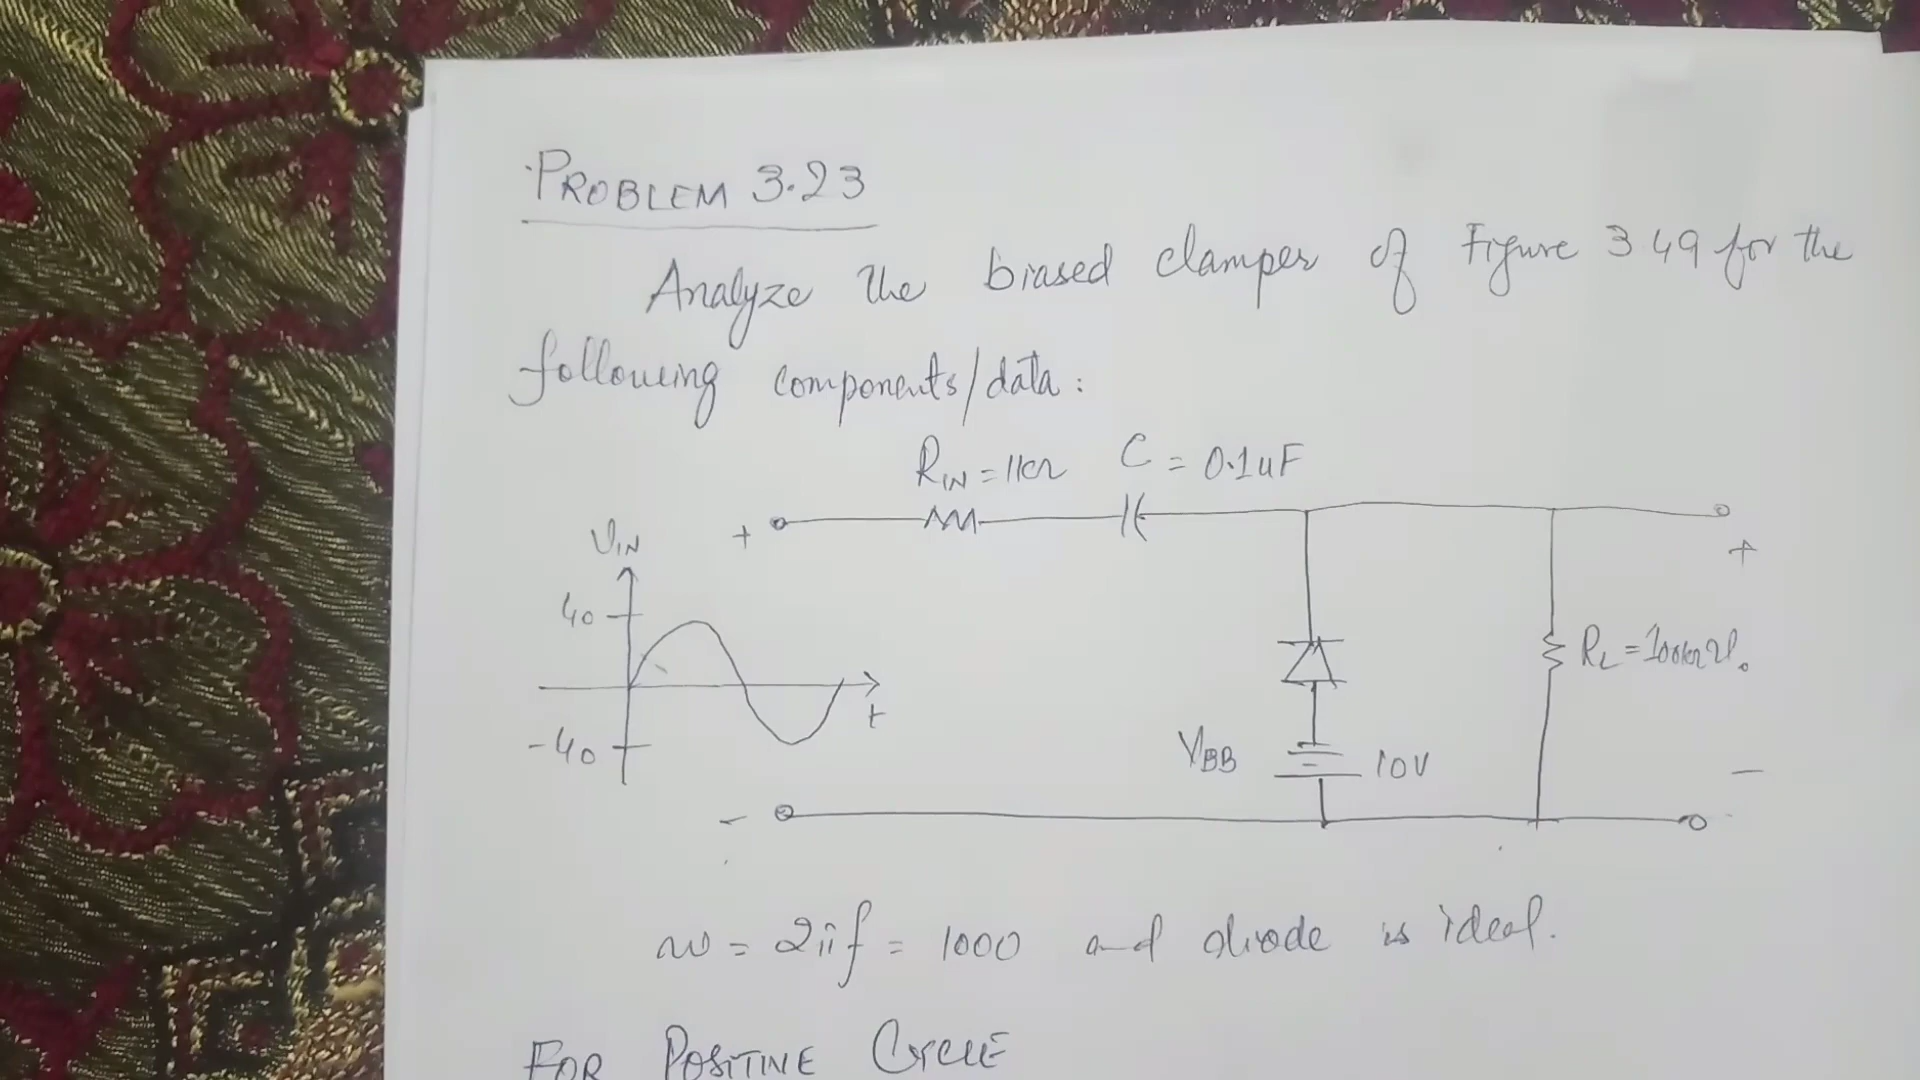 PROBLEM 3.23
Analyze the biased clamper of Figure 3.49 for the
following components/data:
RIN = 1kΩ C = 0.1uF
VIN
+
+
40
RL = 100kΩ Vo
t
-40
VBB 10V
-
-
w = 2πf = 1000 and diode is ideal.
FOR POSITIVE CYCLE